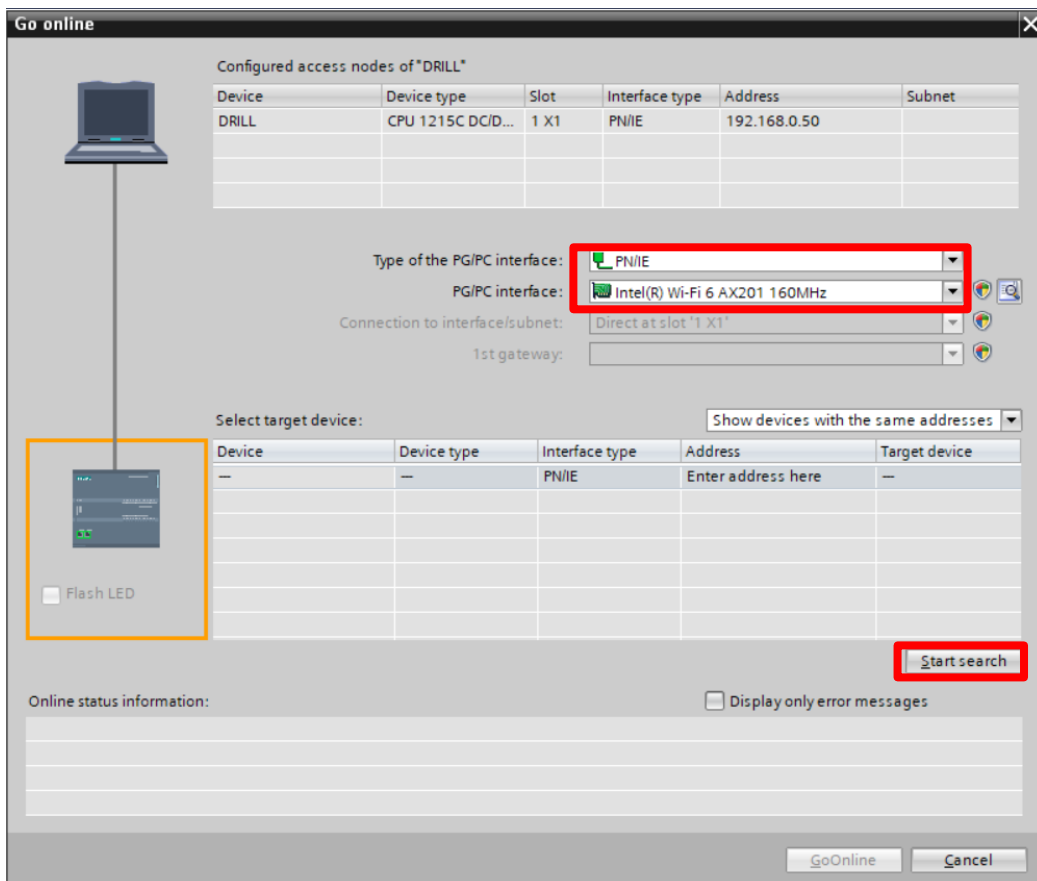 Go online
Configured access nodes of "DRILL"
Device Device type Slot Interface type Address Subnet
DRILL CPU 1215C DC/D... 1 X1 PN/IE 192.168.0.50
Type of the PG/PC interface: PN/IE
PG/PC interface: Intel(R) Wi-Fi 6 AX201 160MHz
Connection to interface/subnet: Direct at slot '1 X1'
1st gateway:
Select target device: Show devices with the same addresses
Device Device type Interface type Address Target device
— — PN/IE Enter address here —
Flash LED
Start search
Online status information: Display only error messages
GoOnline Cancel